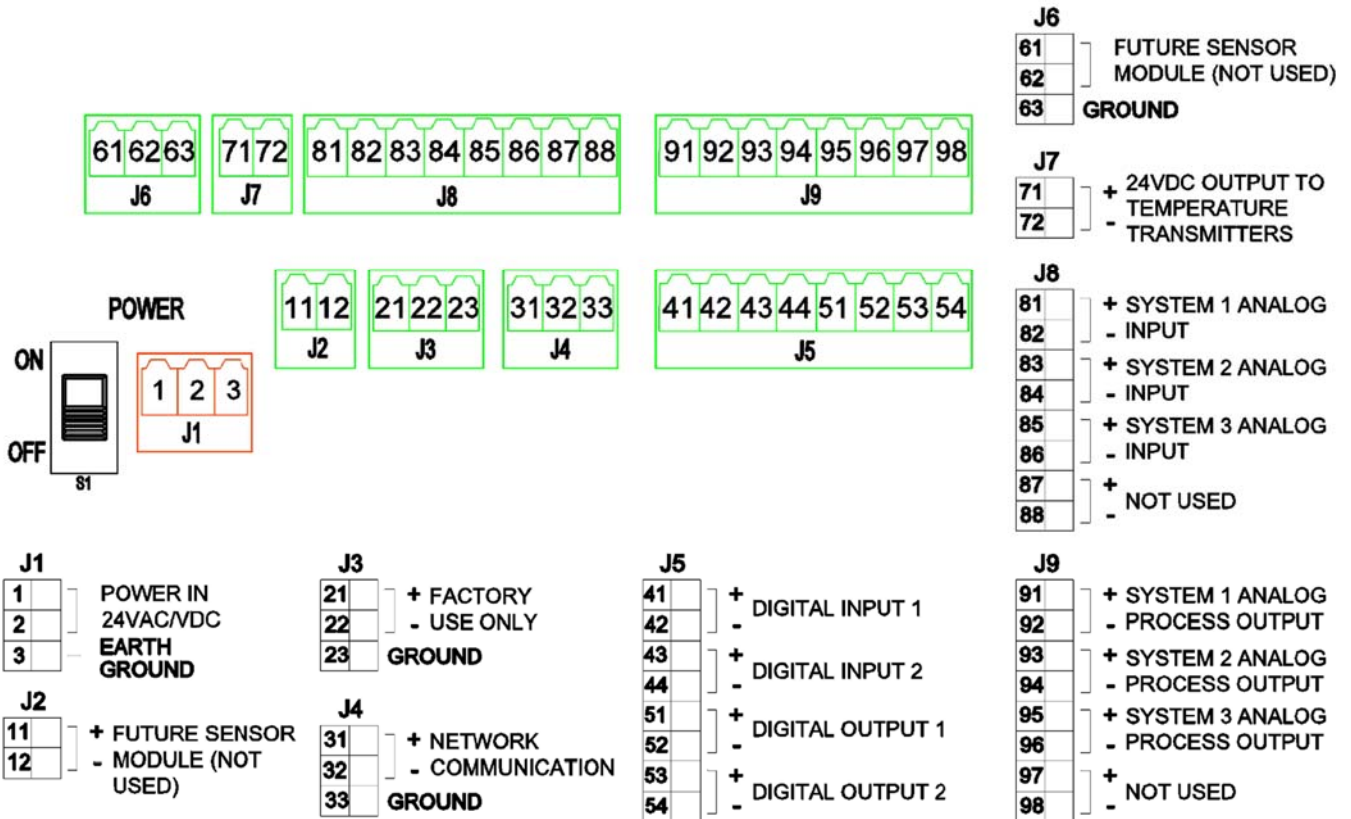 J6
61 FUTURE SENSOR
62 MODULE (NOT USED)
63 GROUND
61 62 63 71 72 81 82 83 84 85 86 87 88 91 92 93 94 95 96 97 98
J6 J7 J8 J9
J7
71 + 24VDC OUTPUT TO
TEMPERATURE
72 - TRANSMITTERS
11 12 21 22 23 31 32 33 41 42 43 44 51 52 53 54
J2 J3 J4 J5
POWER
ON
OFF
S1
1 2 3
J1
J8
81 + SYSTEM 1 ANALOG
82 - INPUT
83 + SYSTEM 2 ANALOG
84 - INPUT
85 + SYSTEM 3 ANALOG
86 - INPUT
87 +
NOT USED
88 -
J1
1 POWER IN
2 24VAC/VDC
3 EARTH
GROUND
J2
11 + FUTURE SENSOR
12 - MODULE (NOT
USED)
J3
21 + FACTORY
22 - USE ONLY
23 GROUND
J4
31 + NETWORK
32 - COMMUNICATION
33 GROUND
J5
41 +
DIGITAL INPUT 1
42 -
43 +
DIGITAL INPUT 2
44 -
51 +
DIGITAL OUTPUT 1
52 -
53 +
DIGITAL OUTPUT 2
54 -
J9
91 + SYSTEM 1 ANALOG
92 - PROCESS OUTPUT
93 + SYSTEM 2 ANALOG
94 - PROCESS OUTPUT
95 + SYSTEM 3 ANALOG
96 - PROCESS OUTPUT
97 +
NOT USED
98 -